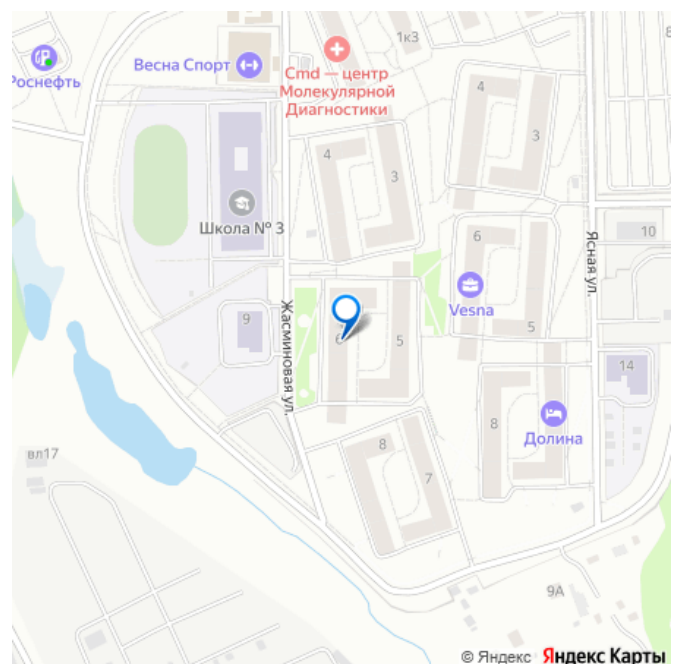 1к3
Весна Спорт
Роснефть
Cmd — центр
Молекулярной
Диагностики
4
3
4
3
Школа № 3
6
10
Ясная ул.
Vesna
9
Жасминовая ул.
6
5
5
14
8
Долина
8
7
вл17
9А
© Яндекс Яндекс Карты